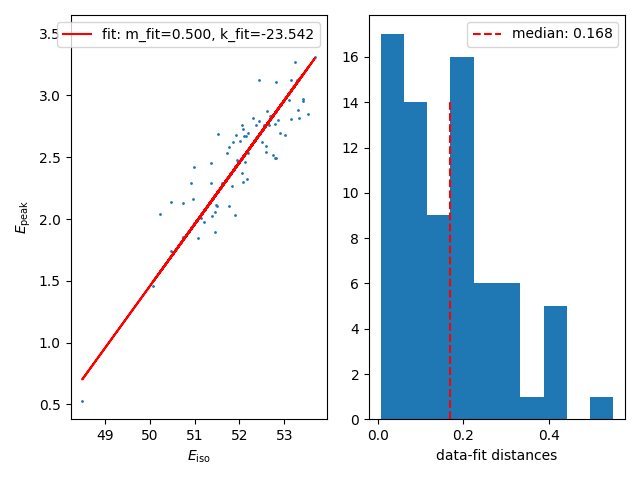 fit: m_fit=0.500, k_fit=-23.542
3.5
3.0
2.5
2.0
1.5
1.0
0.5
49 50 51 52 53
E_peak
E_iso
median: 0.168
16
14
12
10
8
6
4
2
0
0.0 0.2 0.4
data-fit distances